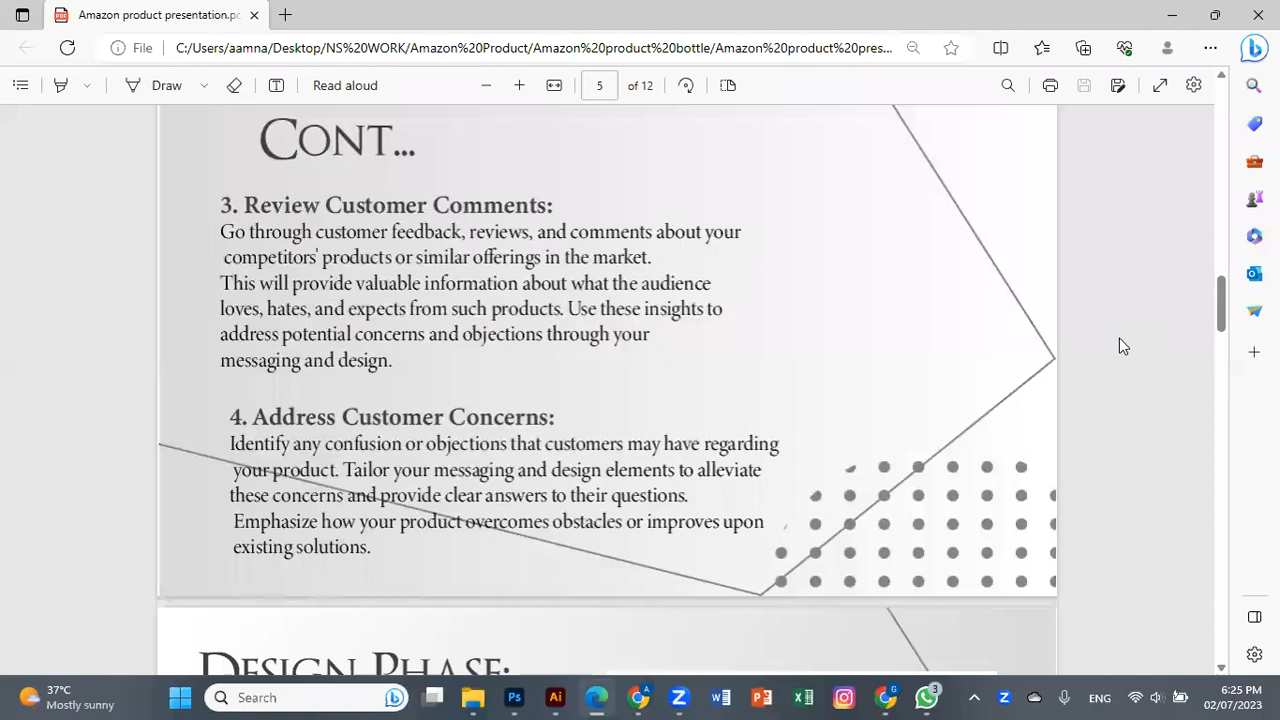 Amazon product presentation.pc
File
C:/Users/aamna/Desktop/NS%20WORK/Amazon%20Product/Amazon%20product%20bottle/Amazon%20product%20pres...
Draw
Read aloud
5
of 12
CONT...
3. Review Customer Comments:
Go through customer feedback, reviews, and comments about your
competitors' products or similar offerings in the market.
This will provide valuable information about what the audience
loves, hates, and expects from such products. Use these insights to
address potential concerns and objections through your
messaging and design.
4. Address Customer Concerns:
Identify any confusion or objections that customers may have regarding
your product. Tailor your messaging and design elements to alleviate
these concerns and provide clear answers to their questions.
Emphasize how your product overcomes obstacles or improves upon
existing solutions.
DESIGN PHASE:
37°C
Mostly sunny
Search
Ps
Ai
A
G
3
ENG
6:25 PM
02/07/2023